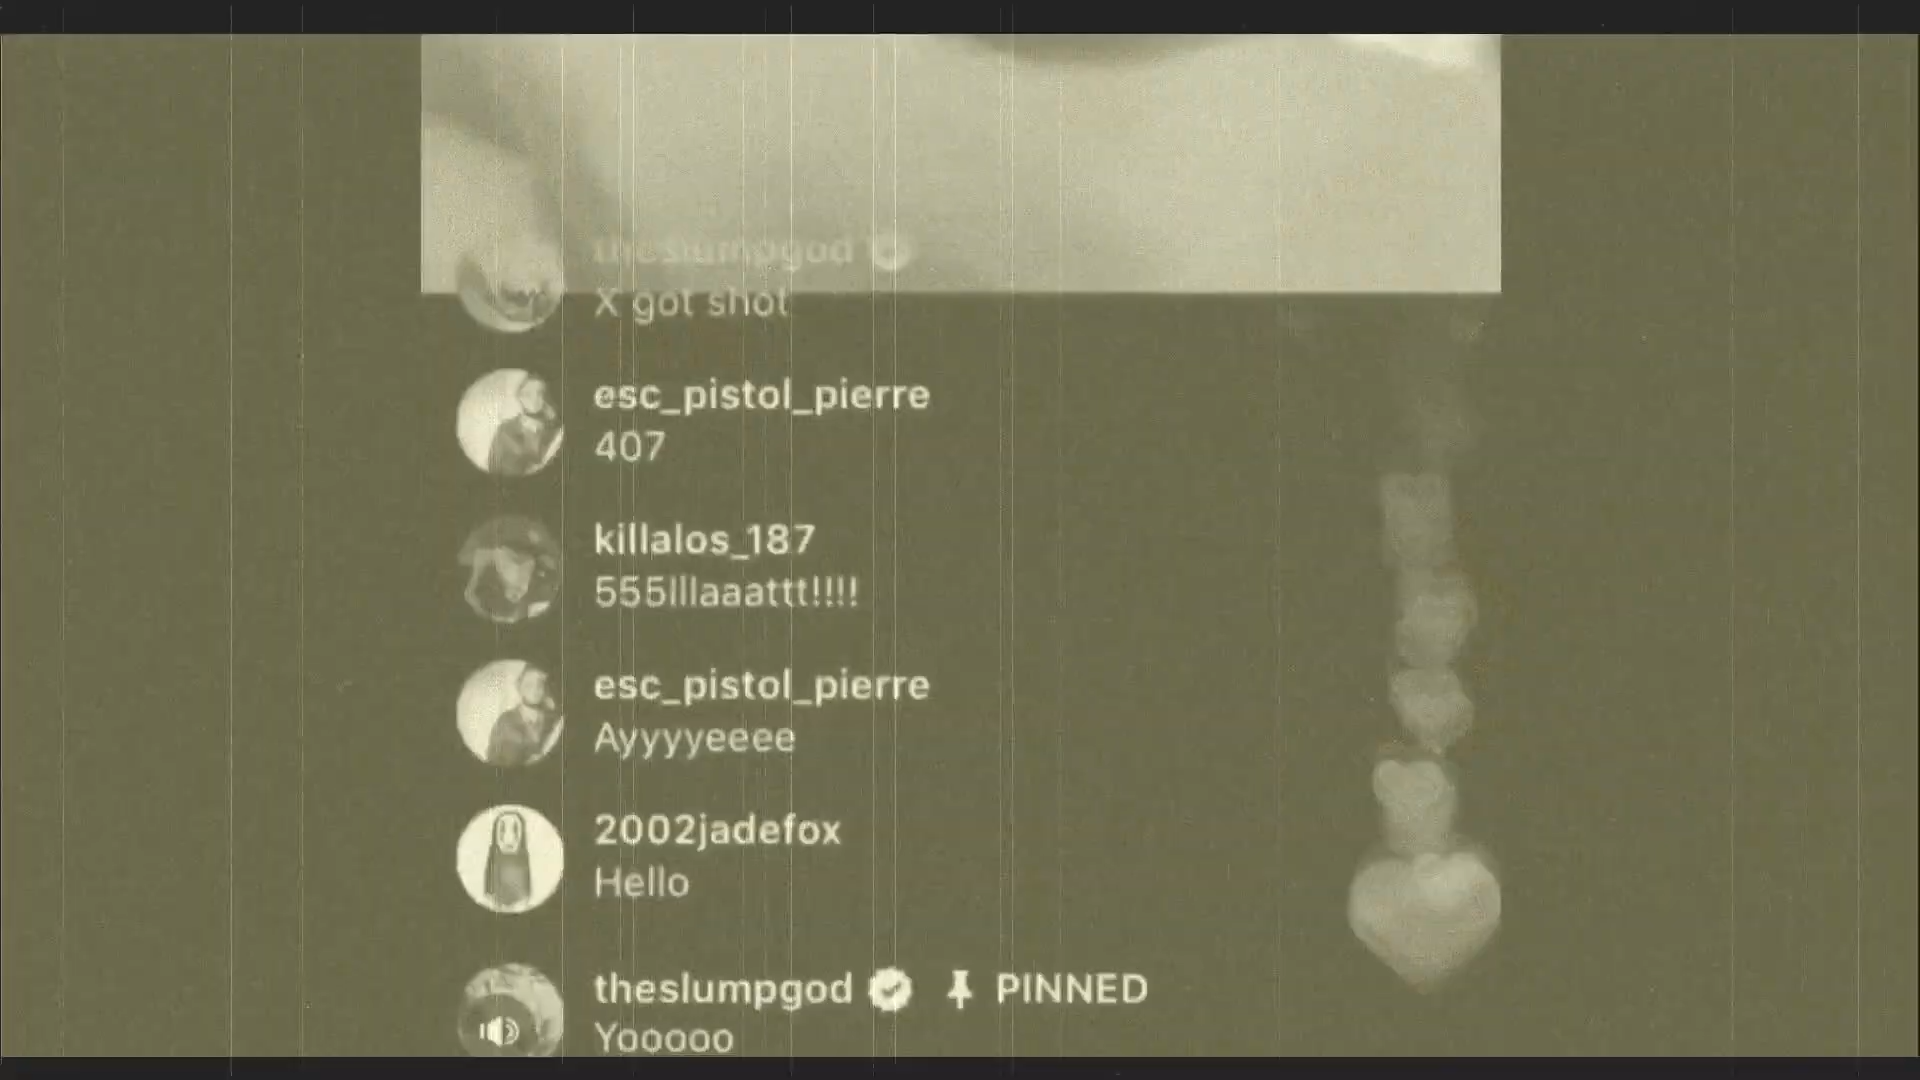 theslumpgod
X got shot
esc_pistol_pierre
407
killalos_187
555lllaaattt!!!!
esc_pistol_pierre
Ayyyyeeee
2002jadefox
Hello
theslumpgod PINNED
Yooooo